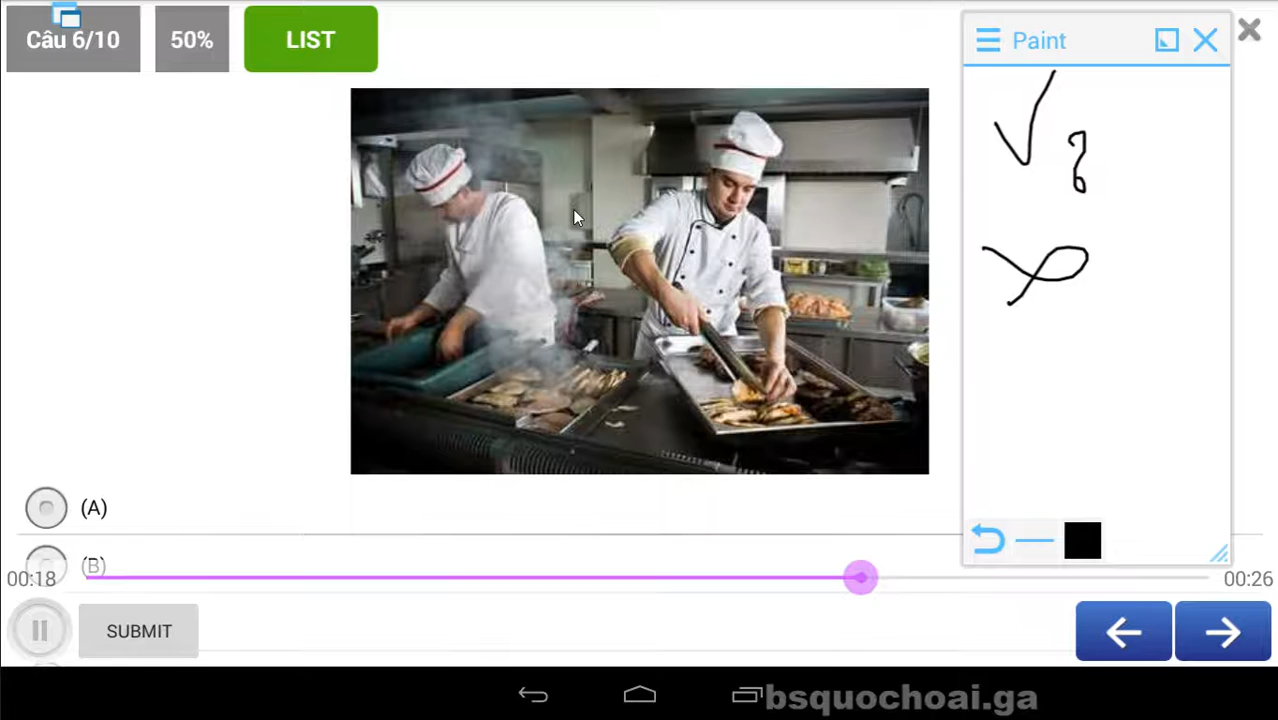 Câu 6/10
50%
LIST
Paint
√ ?
(A)
(B)
00:18
00:26
SUBMIT
bsquochoai.ga